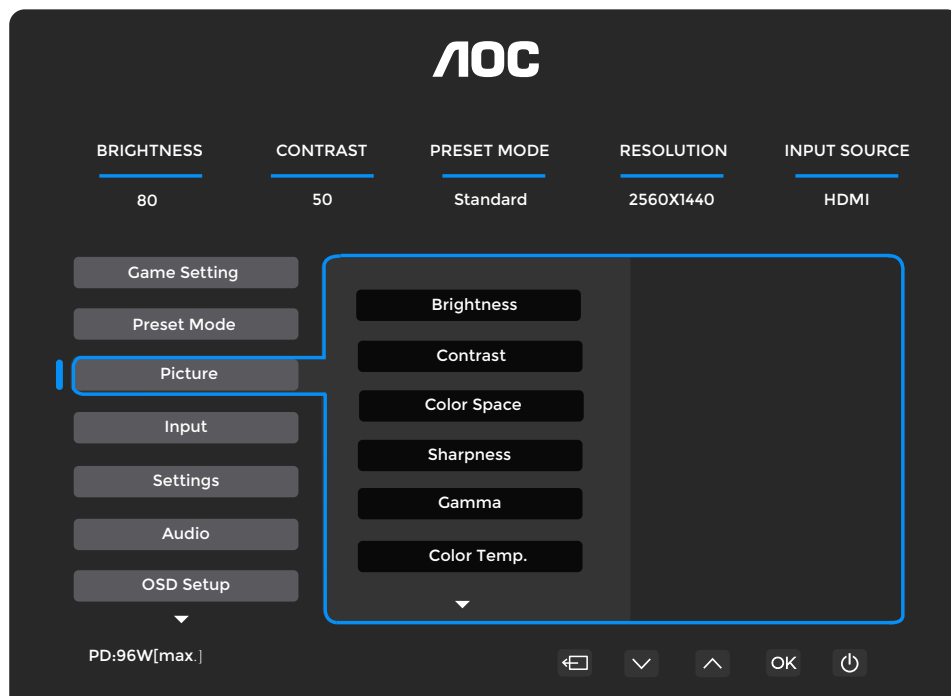 AOC
BRIGHTNESS CONTRAST PRESET MODE RESOLUTION INPUT SOURCE
80 50 Standard 2560X1440 HDMI
Game Setting
Preset Mode
Picture
Input
Settings
Audio
OSD Setup
Brightness
Contrast
Color Space
Sharpness
Gamma
Color Temp.
PD:96W[max.]
OK